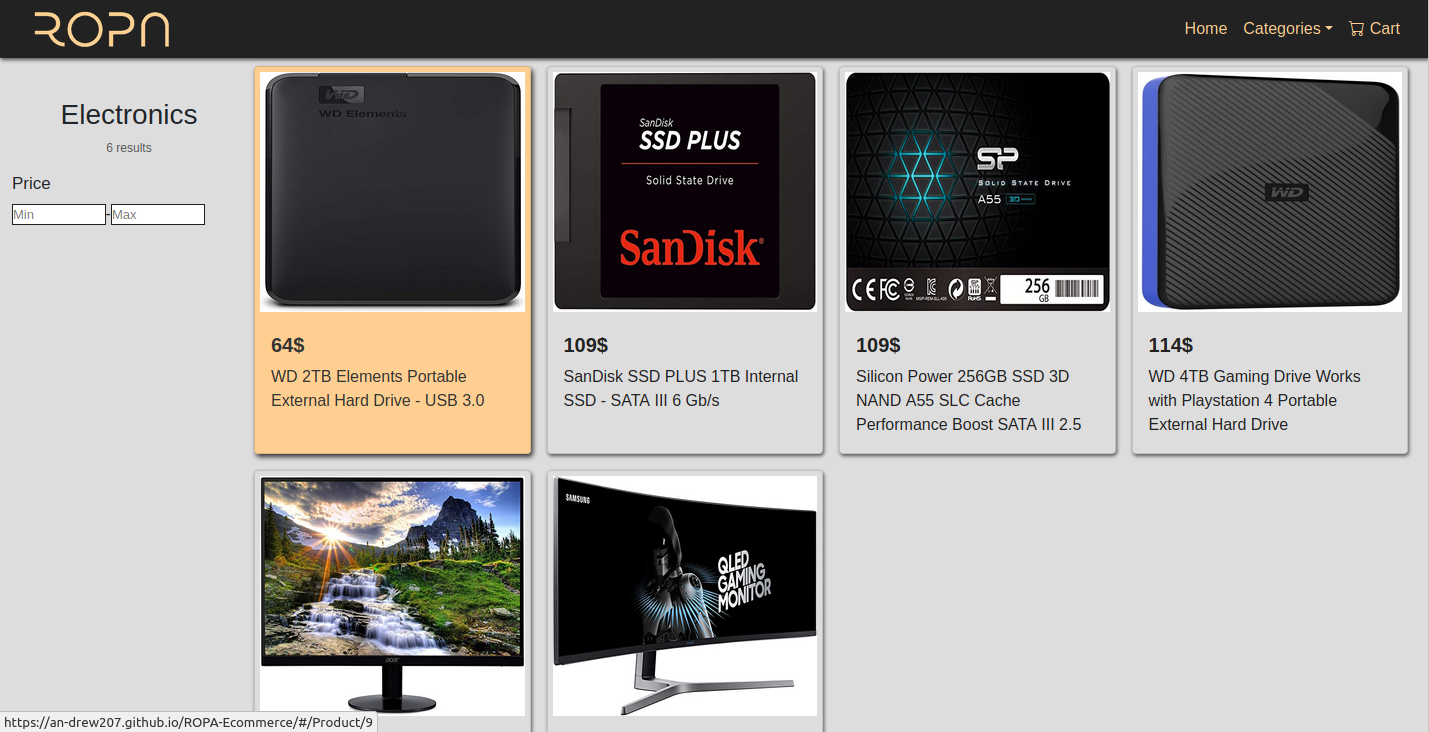 ROPA
Home
Categories
Cart
Electronics
6 results
Price
Min
-
Max
WD
WD Elements
64$
WD 2TB Elements Portable
External Hard Drive - USB 3.0
SanDisk
SSD PLUS
Solid State Drive
SanDisk®
109$
SanDisk SSD PLUS 1TB Internal
SSD - SATA III 6 Gb/s
SP
SOLID STATE DRIVE
A55
256
GB
109$
Silicon Power 256GB SSD 3D
NAND A55 SLC Cache
Performance Boost SATA III 2.5
WD
114$
WD 4TB Gaming Drive Works
with Playstation 4 Portable
External Hard Drive
acer
SAMSUNG
QLED
GAMING
MONITOR
https://an-drew207.github.io/ROPA-Ecommerce/#/Product/9